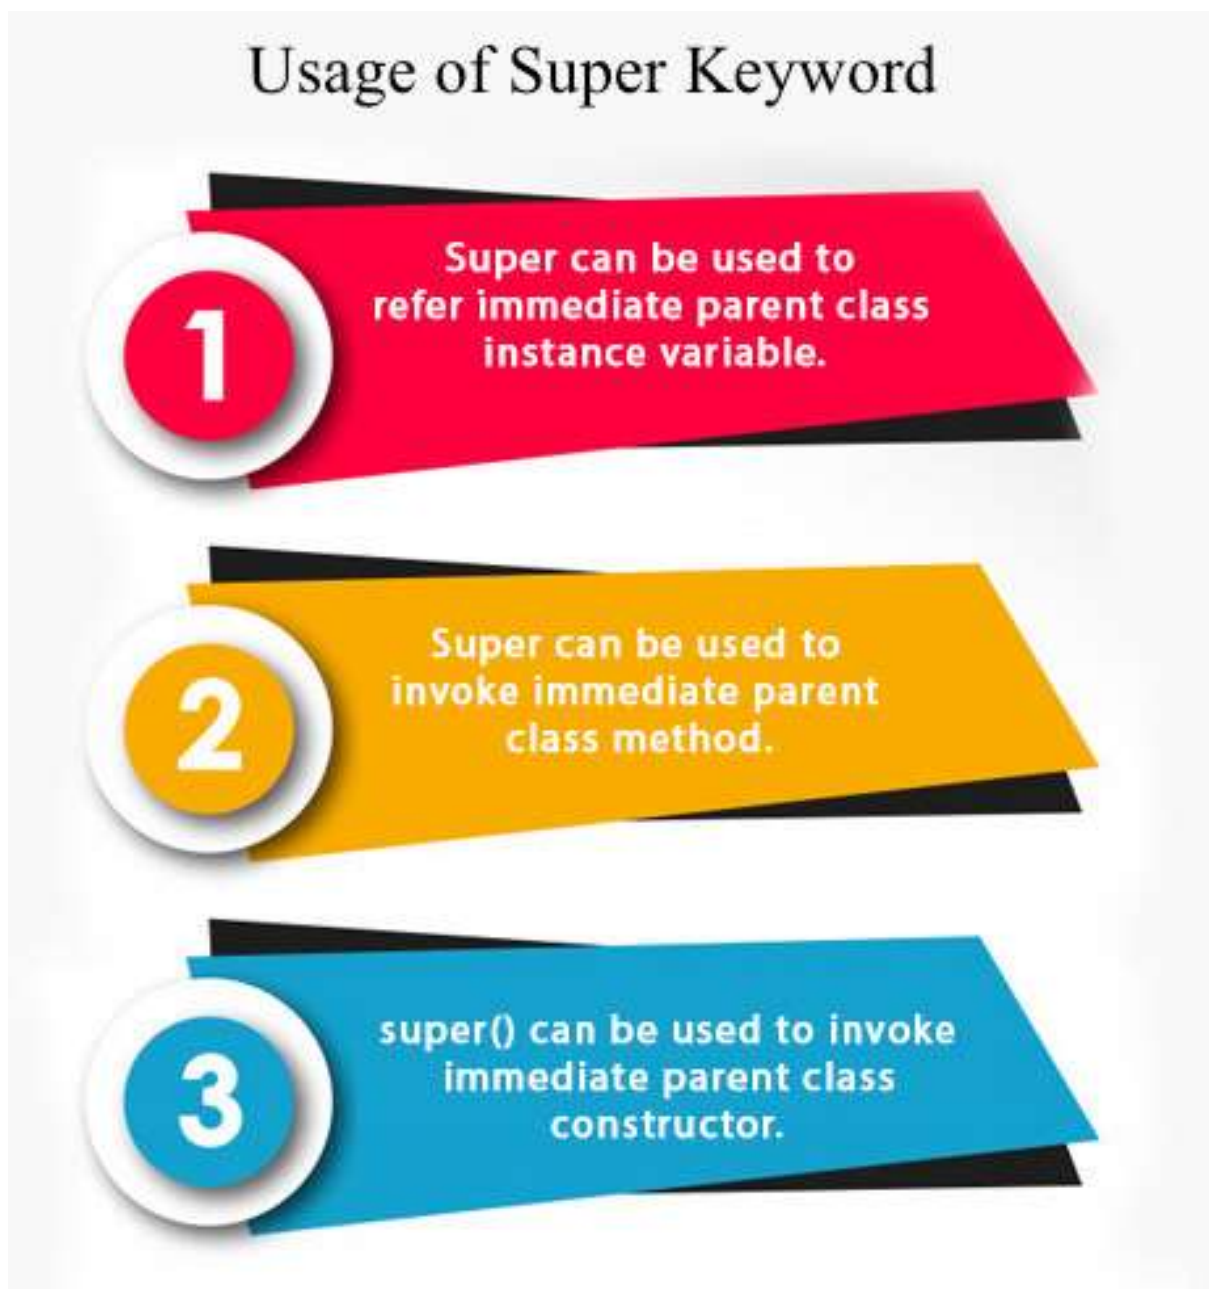 Usage of Super Keyword
1
Super can be used to
refer immediate parent class
instance variable.
2
Super can be used to
invoke immediate parent
class method.
3
super() can be used to invoke
immediate parent class
constructor.